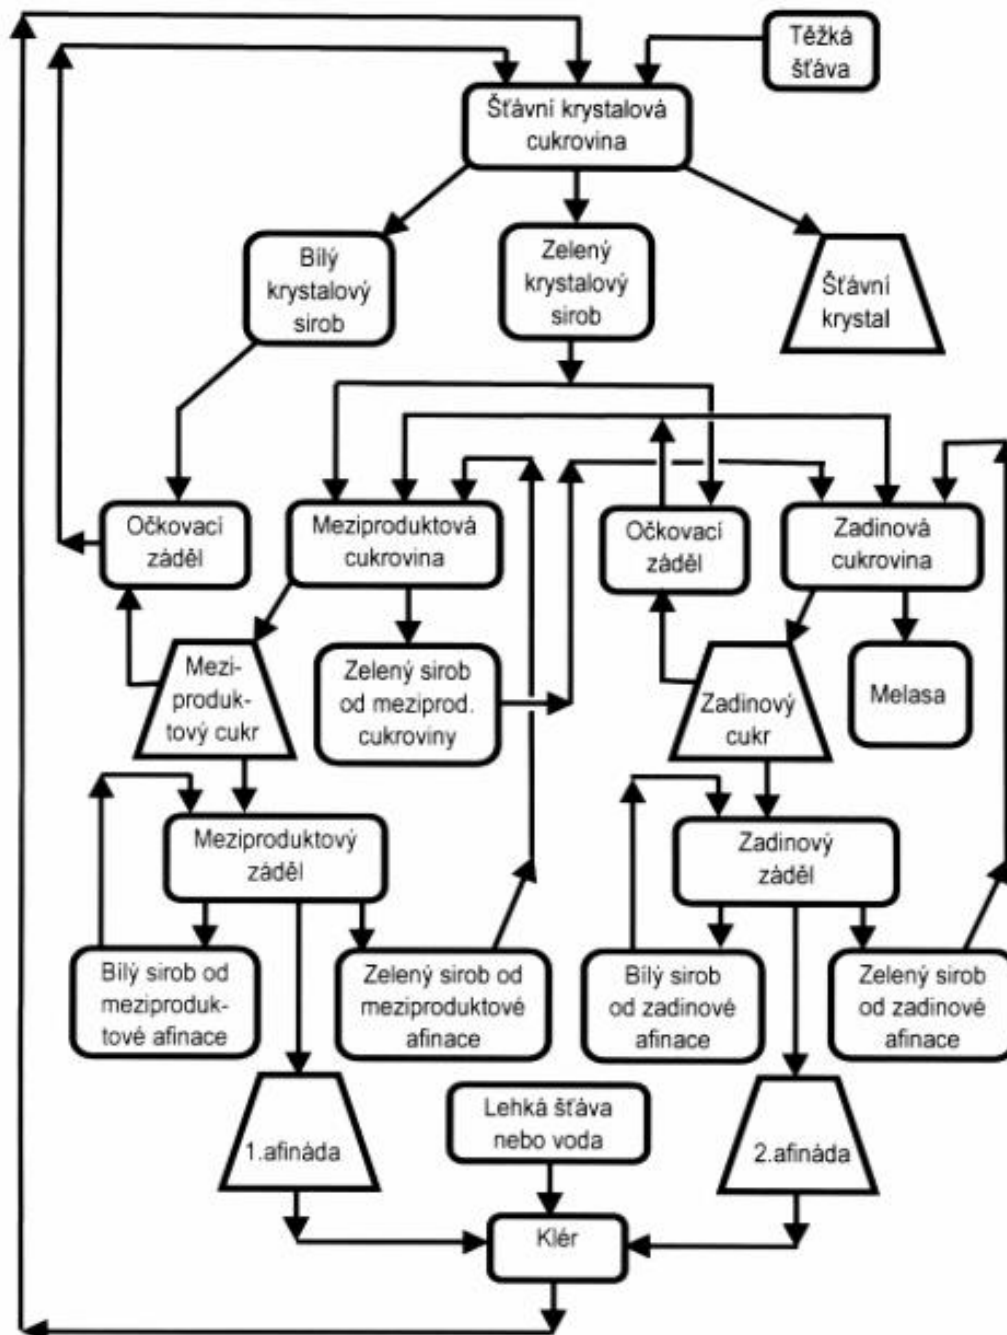 Těžká
šťáva
Šťávní krystalová
cukrovina
Bílý
krystalový
sirob
Zelený
krystalový
sirob
Šťávní
krystal
Očkovací
záděl
Meziproduktová
cukrovina
Očkovací
záděl
Zadinová
cukrovina
Mezi-
produk-
tový cukr
Zelený sirob
od meziprod.
cukroviny
Zadinový
cukr
Melasa
Meziproduktový
záděl
Zadinový
záděl
Bílý sirob od
meziproduk-
tové afinace
Zelený sirob od
meziproduktové
afinace
Bílý sirob
od zadinové
afinace
Zelený sirob
od zadinové
afinace
1.afináda
Lehká šťáva
nebo voda
2.afináda
Klér